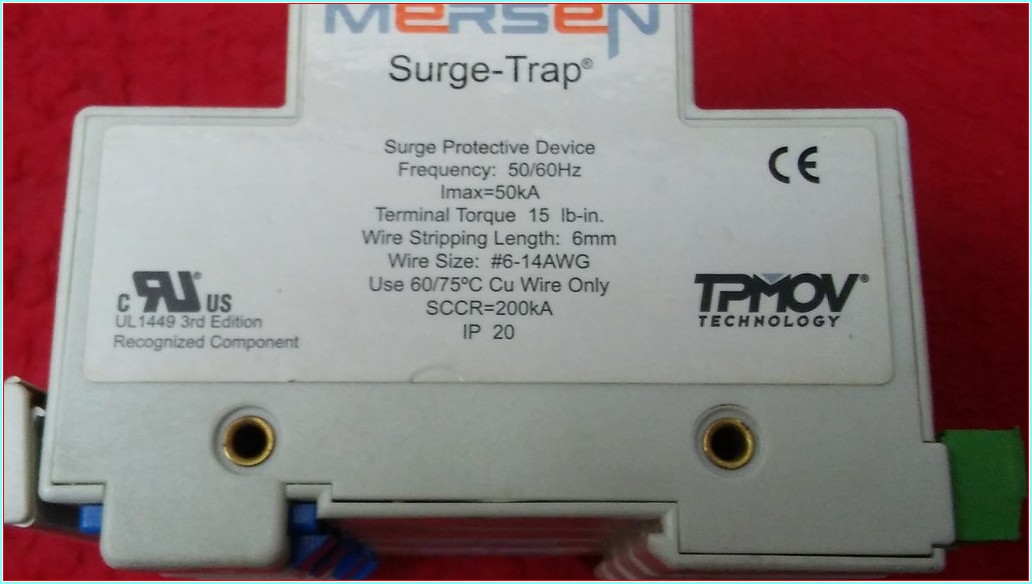 MERSEN
Surge-Trap®
Surge Protective Device
Frequency: 50/60Hz
Imax=50kA
Terminal Torque 15 lb-in.
Wire Stripping Length: 6mm
Wire Size: #6-14AWG
Use 60/75ºC Cu Wire Only
SCCR=200kA
IP 20
CE
C RU® US
UL1449 3rd Edition
Recognized Component
TPMOV®
TECHNOLOGY